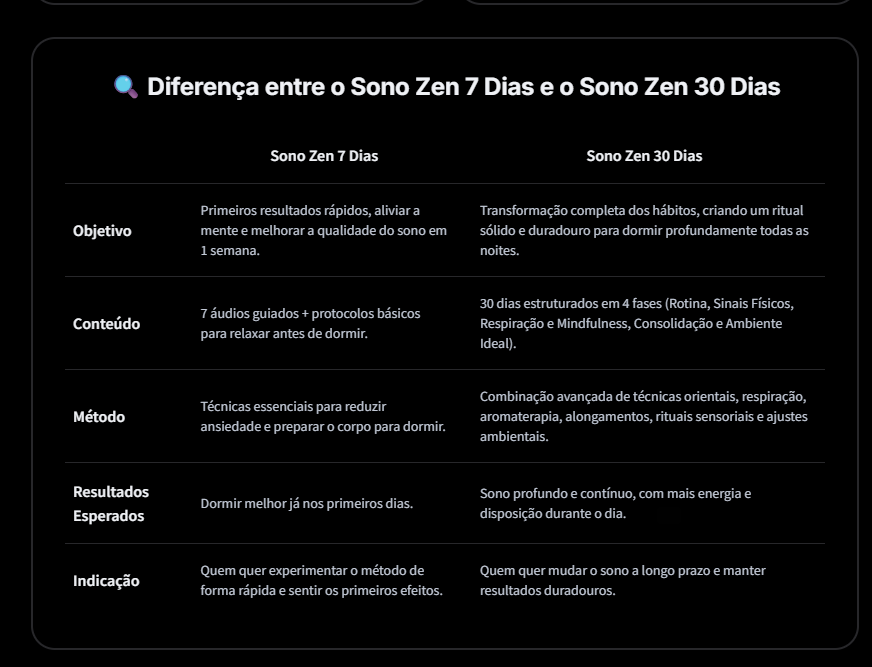 🔍 Diferença entre o Sono Zen 7 Dias e o Sono Zen 30 Dias
Sono Zen 7 Dias
Sono Zen 30 Dias
Objetivo
Primeiros resultados rápidos, aliviar a
mente e melhorar a qualidade do sono em
1 semana.
Transformação completa dos hábitos, criando um ritual
sólido e duradouro para dormir profundamente todas as
noites.
Conteúdo
7 áudios guiados + protocolos básicos
para relaxar antes de dormir.
30 dias estruturados em 4 fases (Rotina, Sinais Físicos,
Respiração e Mindfulness, Consolidação e Ambiente
Ideal).
Método
Técnicas essenciais para reduzir
ansiedade e preparar o corpo para dormir.
Combinação avançada de técnicas orientais, respiração,
aromaterapia, alongamentos, rituais sensoriais e ajustes
ambientais.
Resultados
Esperados
Dormir melhor já nos primeiros dias.
Sono profundo e contínuo, com mais energia e
disposição durante o dia.
Indicação
Quem quer experimentar o método de
forma rápida e sentir os primeiros efeitos.
Quem quer mudar o sono a longo prazo e manter
resultados duradouros.